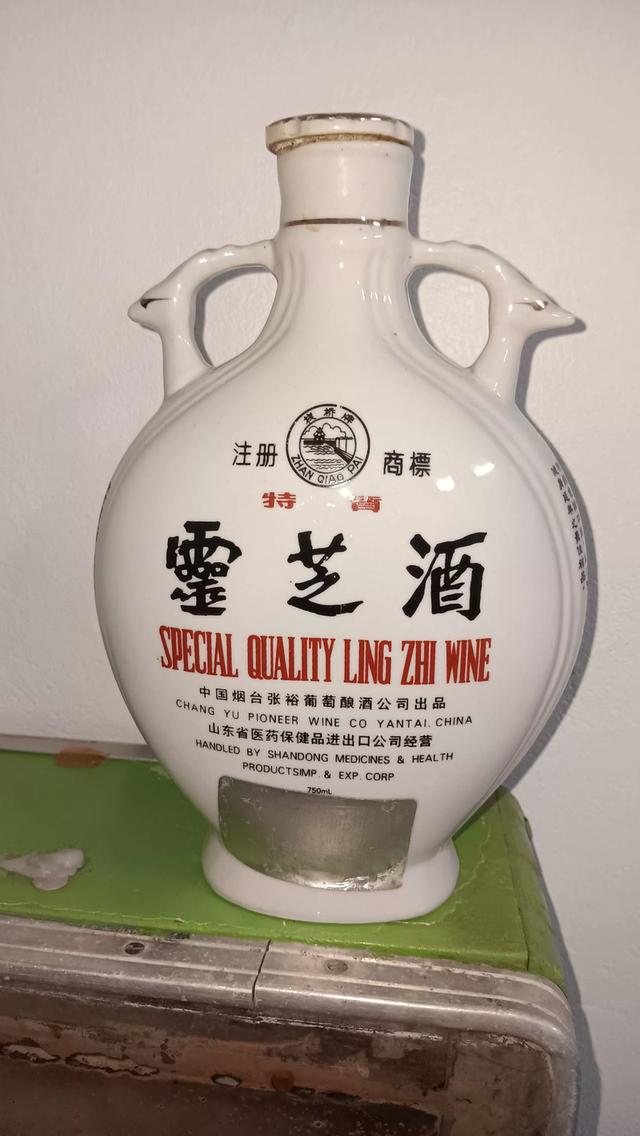 栈桥牌
注册 商標
ZHAN QIAO PAI
特 質
靈芝酒
SPECIAL QUALITY LING ZHI WINE
中国烟台张裕葡萄酿酒公司出品
CHANG YU PIONEER WINE CO YANTAI. CHINA
山东省医药保健品进出口公司经营
HANDLED BY SHANDONG MEDICINES & HEALTH
PRODUCTSIMP. & EXP. CORP
750mL